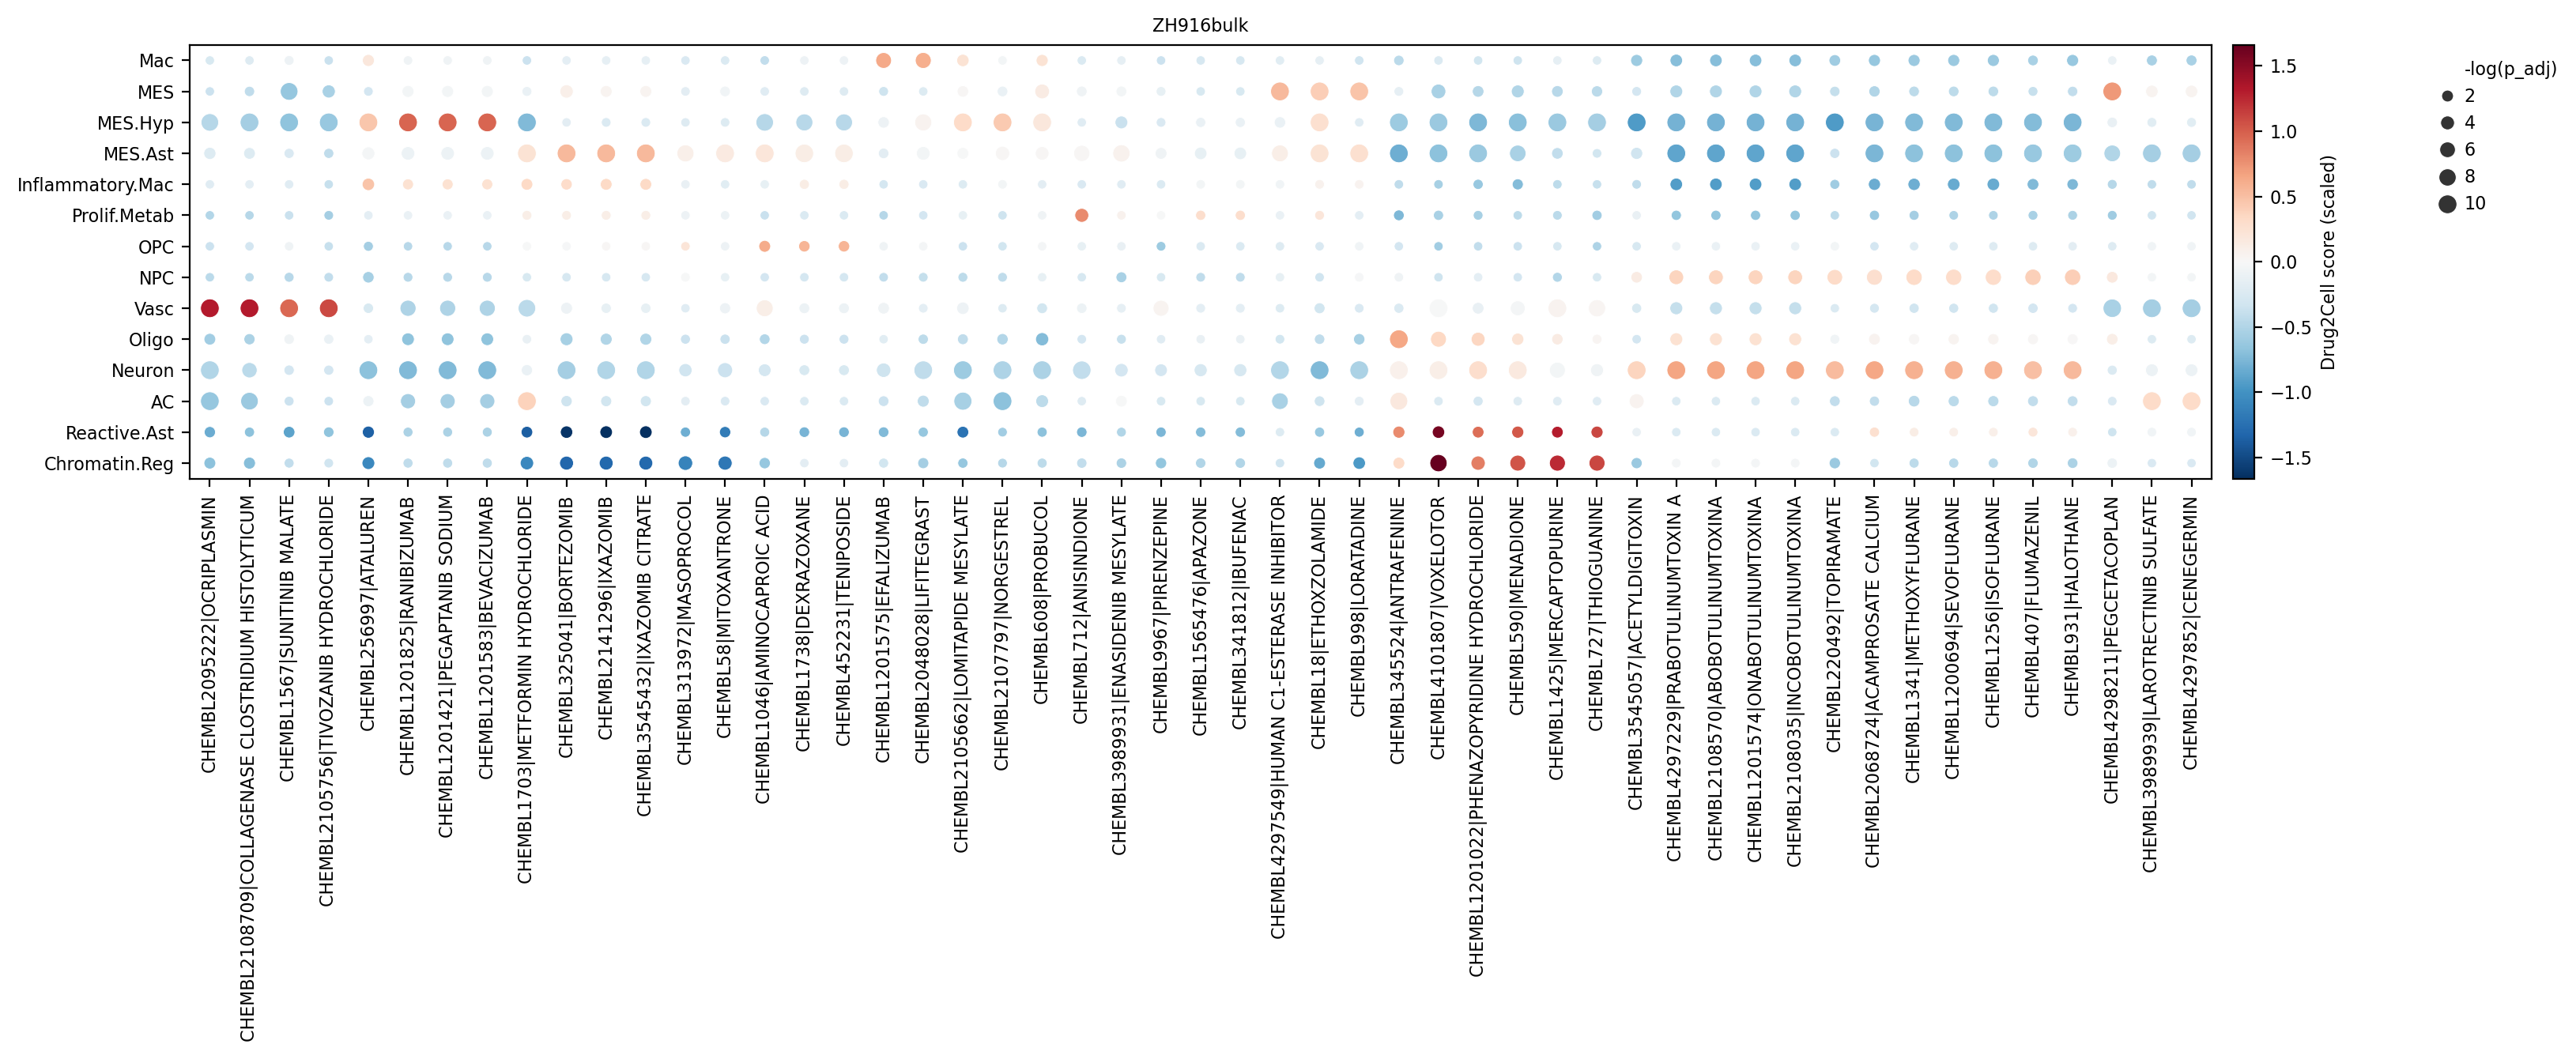 ZH916bulk
Mac
MES
MES.Hyp
MES.Ast
Inflammatory.Mac
Prolif.Metab
OPC
NPC
Vasc
Oligo
Neuron
AC
Reactive.Ast
Chromatin.Reg
CHEMBL2095222|OCRIPLASMIN
CHEMBL2108709|COLLAGENASE CLOSTRIDIUM HISTOLYTICUM
CHEMBL1567|SUNITINIB MALATE
CHEMBL2105756|TIVOZANIB HYDROCHLORIDE
CHEMBL256997|ATALUREN
CHEMBL1201825|RANIBIZUMAB
CHEMBL1201421|PEGAPTANIB SODIUM
CHEMBL1201583|BEVACIZUMAB
CHEMBL1703|METFORMIN HYDROCHLORIDE
CHEMBL325041|BORTEZOMIB
CHEMBL2141296|IXAZOMIB
CHEMBL3545432|IXAZOMIB CITRATE
CHEMBL313972|MASOPROCOL
CHEMBL58|MITOXANTRONE
CHEMBL1046|AMINOCAPROIC ACID
CHEMBL1738|DEXRAZOXANE
CHEMBL452231|TENIPOSIDE
CHEMBL1201575|EFALIZUMAB
CHEMBL2048028|LIFITEGRAST
CHEMBL2105662|LOMITAPIDE MESYLATE
CHEMBL2107797|NORGESTREL
CHEMBL608|PROBUCOL
CHEMBL712|ANISINDIONE
CHEMBL3989931|ENASIDENIB MESYLATE
CHEMBL9967|PIRENZEPINE
CHEMBL1565476|APAZONE
CHEMBL341812|IBUFENAC
CHEMBL4297549|HUMAN C1-ESTERASE INHIBITOR
CHEMBL18|ETHOXZOLAMIDE
CHEMBL998|LORATADINE
CHEMBL345524|ANTRAFENINE
CHEMBL4101807|VOXELOTOR
CHEMBL1201022|PHENAZOPYRIDINE HYDROCHLORIDE
CHEMBL590|MENADIONE
CHEMBL1425|MERCAPTOPURINE
CHEMBL727|THIOGUANINE
CHEMBL3545057|ACETYLDIGITOXIN
CHEMBL4297229|PRABOTULINUMTOXIN A
CHEMBL2108570|ABOBOTULINUMTOXINA
CHEMBL1201574|ONABOTULINUMTOXINA
CHEMBL2108035|INCOBOTULINUMTOXINA
CHEMBL220492|TOPIRAMATE
CHEMBL2068724|ACAMPROSATE CALCIUM
CHEMBL1341|METHOXYFLURANE
CHEMBL1200694|SEVOFLURANE
CHEMBL1256|ISOFLURANE
CHEMBL407|FLUMAZENIL
CHEMBL931|HALOTHANE
CHEMBL4298211|PEGCETACOPLAN
CHEMBL3989939|LAROTRECTINIB SULFATE
CHEMBL4297852|CENEGERMIN
1.5
1.0
0.5
0.0
−0.5
−1.0
−1.5
Drug2Cell score (scaled)
-log(p_adj)
2
4
6
8
10